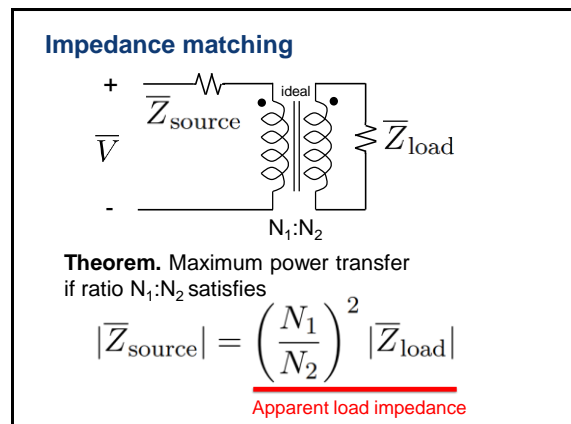 Impedance matching
+ ideal
Z̅source Z̅load
V̅
-
N₁:N₂
Theorem. Maximum power transfer
if ratio N₁:N₂ satisfies
|Z̅source| = (N₁/N₂)² |Z̅load|
Apparent load impedance